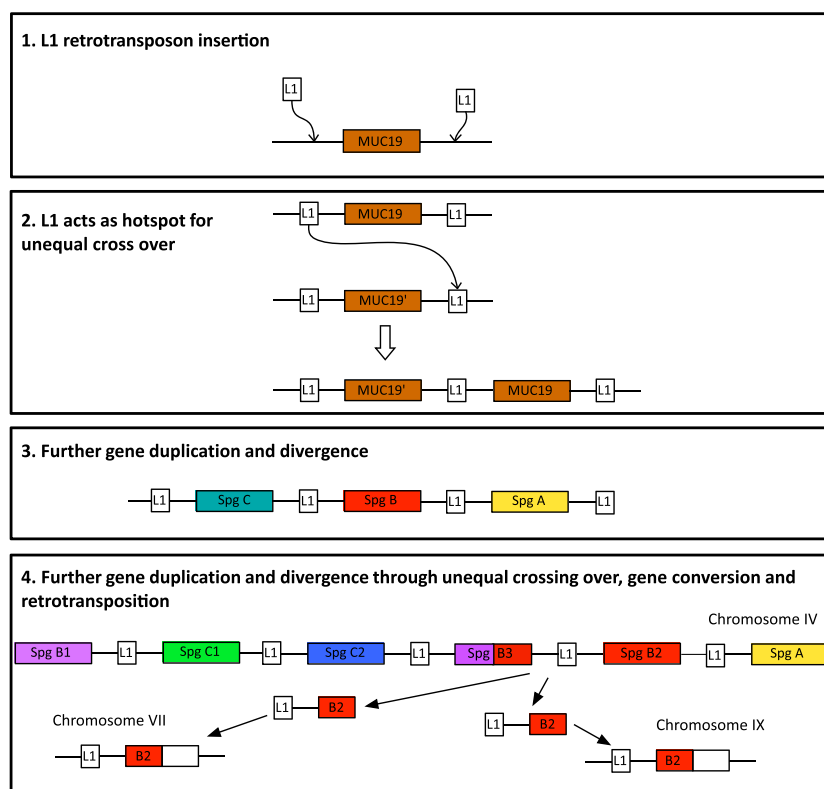 1. L1 retrotransposon insertion
L1
L1
MUC19
2. L1 acts as hotspot for
unequal cross over
L1 MUC19 L1
L1 MUC19' L1
L1 MUC19' L1 MUC19 L1
3. Further gene duplication and divergence
L1 Spg C L1 Spg B L1 Spg A L1
4. Further gene duplication and divergence through unequal crossing over, gene conversion and
retrotransposition
Chromosome IV
Spg B1 L1 Spg C1 L1 Spg C2 L1 Spg B3 L1 Spg B2 L1 Spg A
L1 B2
L1 B2
Chromosome VII
Chromosome IX
L1 B2
L1 B2